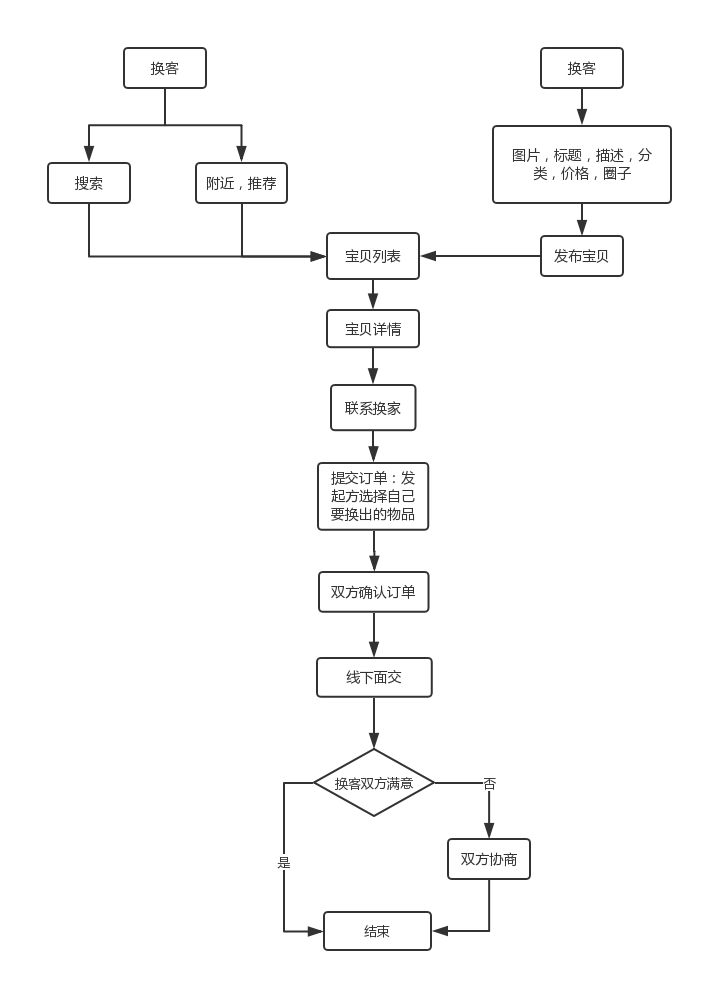 换客
换客
图片，标题，描述，分
类，价格，圈子
搜索
附近，推荐
宝贝列表
发布宝贝
宝贝详情
联系换家
提交订单：发
起方选择自己
要换出的物品
双方确认订单
线下面交
换客双方满意
否
是
双方协商
结束